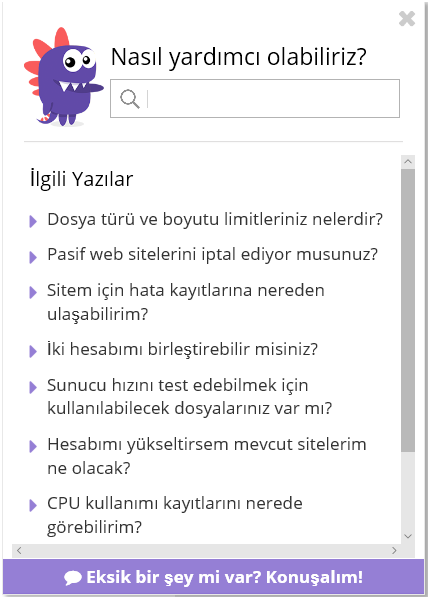 Nasıl yardımcı olabiliriz?
İlgili Yazılar
Dosya türü ve boyutu limitleriniz nelerdir?
Pasif web sitelerini iptal ediyor musunuz?
Sitem için hata kayıtlarına nereden
ulaşabilirim?
İki hesabımı birleştirebilir misiniz?
Sunucu hızını test edebilmek için
kullanılabilecek dosyalarınız var mı?
Hesabımı yükseltirsem mevcut sitelerim
ne olacak?
CPU kullanımı kayıtlarını nerede
görebilirim?
Eksik bir şey mi var? Konuşalım!